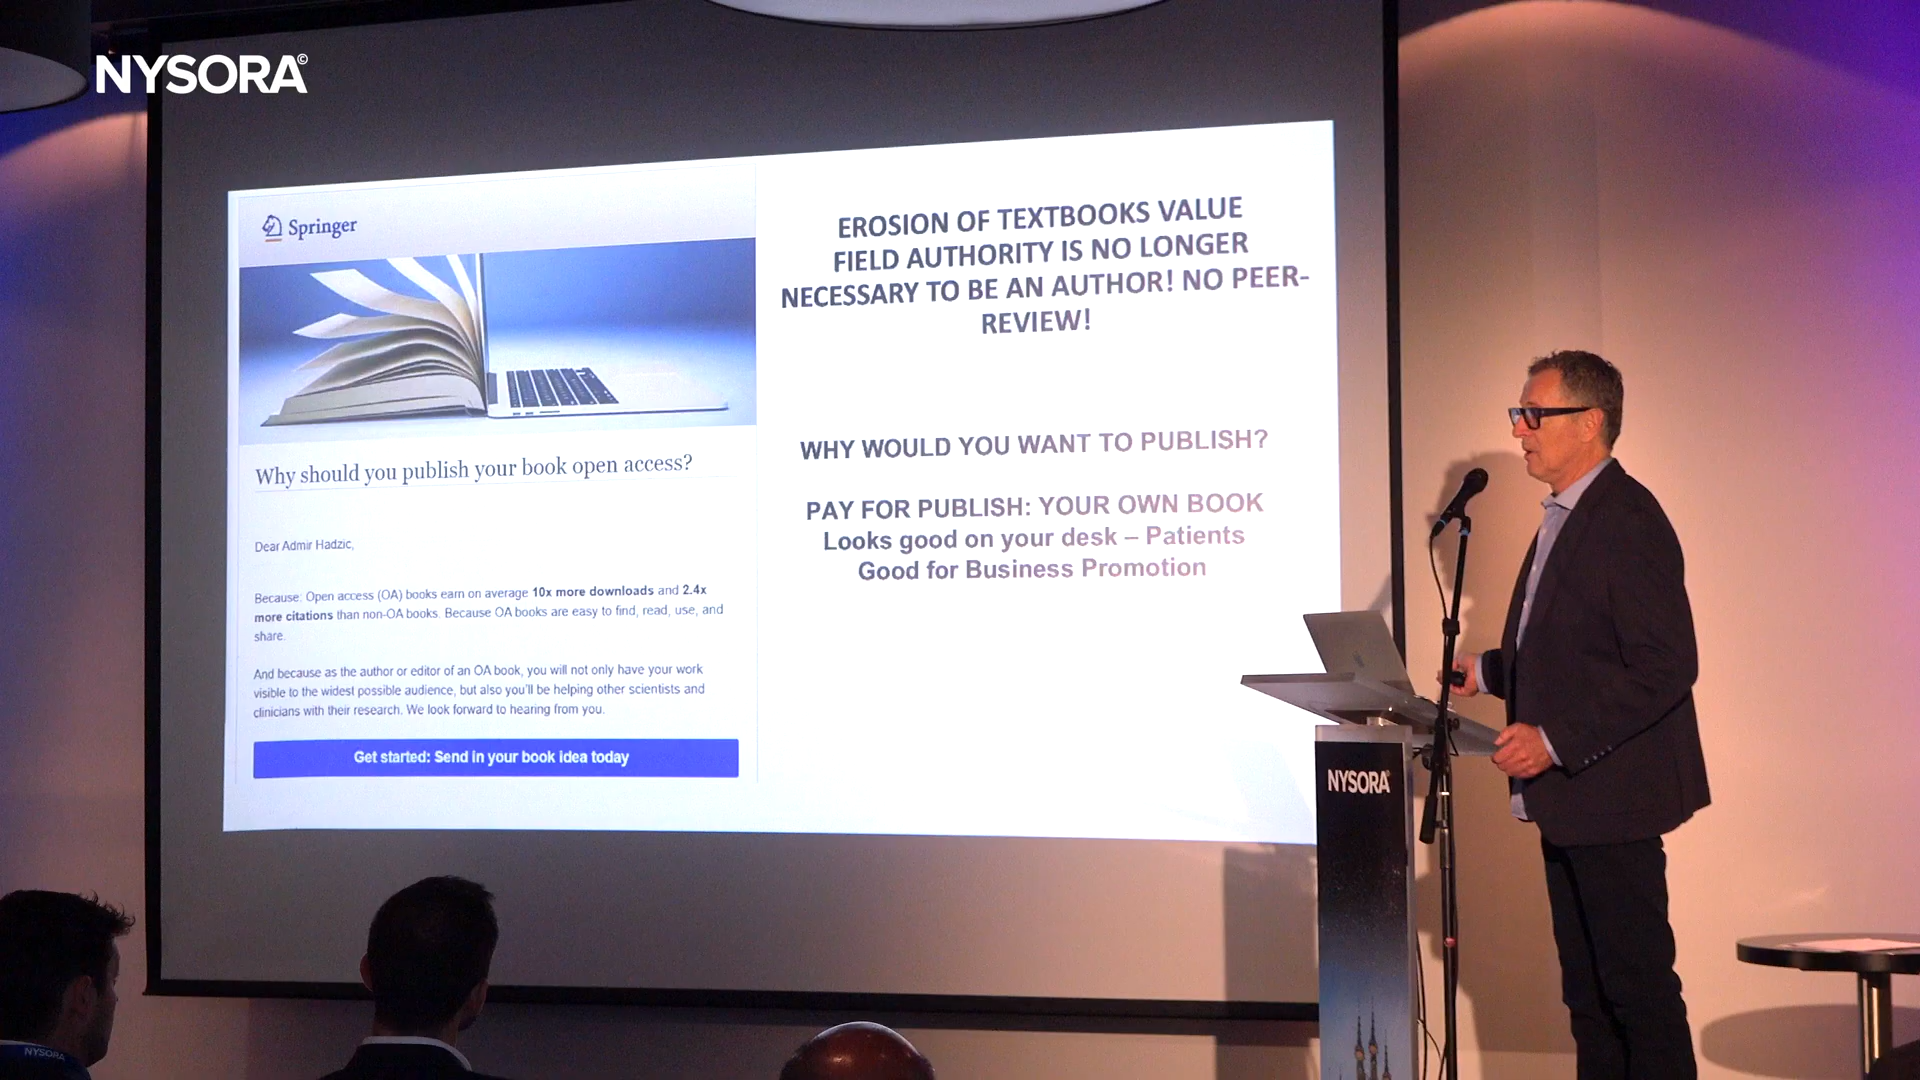 NYSORA©
Springer
Why should you publish your book open access?
Dear Admir Hadzic,
Because: Open access (OA) books earn on average 10x more downloads and 2.4x
more citations than non-OA books. Because OA books are easy to find, read, use, and
share.
And because as the author or editor of an OA book, you will not only have your work
visible to the widest possible audience, but also you'll be helping other scientists and
clinicians with their research. We look forward to hearing from you.
Get started: Send in your book idea today
EROSION OF TEXTBOOKS VALUE
FIELD AUTHORITY IS NO LONGER
NECESSARY TO BE AN AUTHOR! NO PEER-
REVIEW!
WHY WOULD YOU WANT TO PUBLISH?
PAY FOR PUBLISH: YOUR OWN BOOK
Looks good on your desk – Patients
Good for Business Promotion
NYSORA©
NYSORA